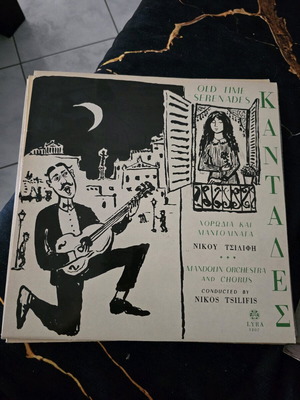 OLD TIME
SERENADES
ΚΑΝΤΑΔΕΣ
ΧΟΡΩΔΙΑ ΚΑΙ
ΜΑΝΤΟΛΙΝΑΤΑ
ΝΙΚΟΥ ΤΣΙΛΙΦΗ
MANDOLIN ORCHESTRA
AND CHORUS
CONDUCTED BY
NIKOS TSILIFIS
LYRA